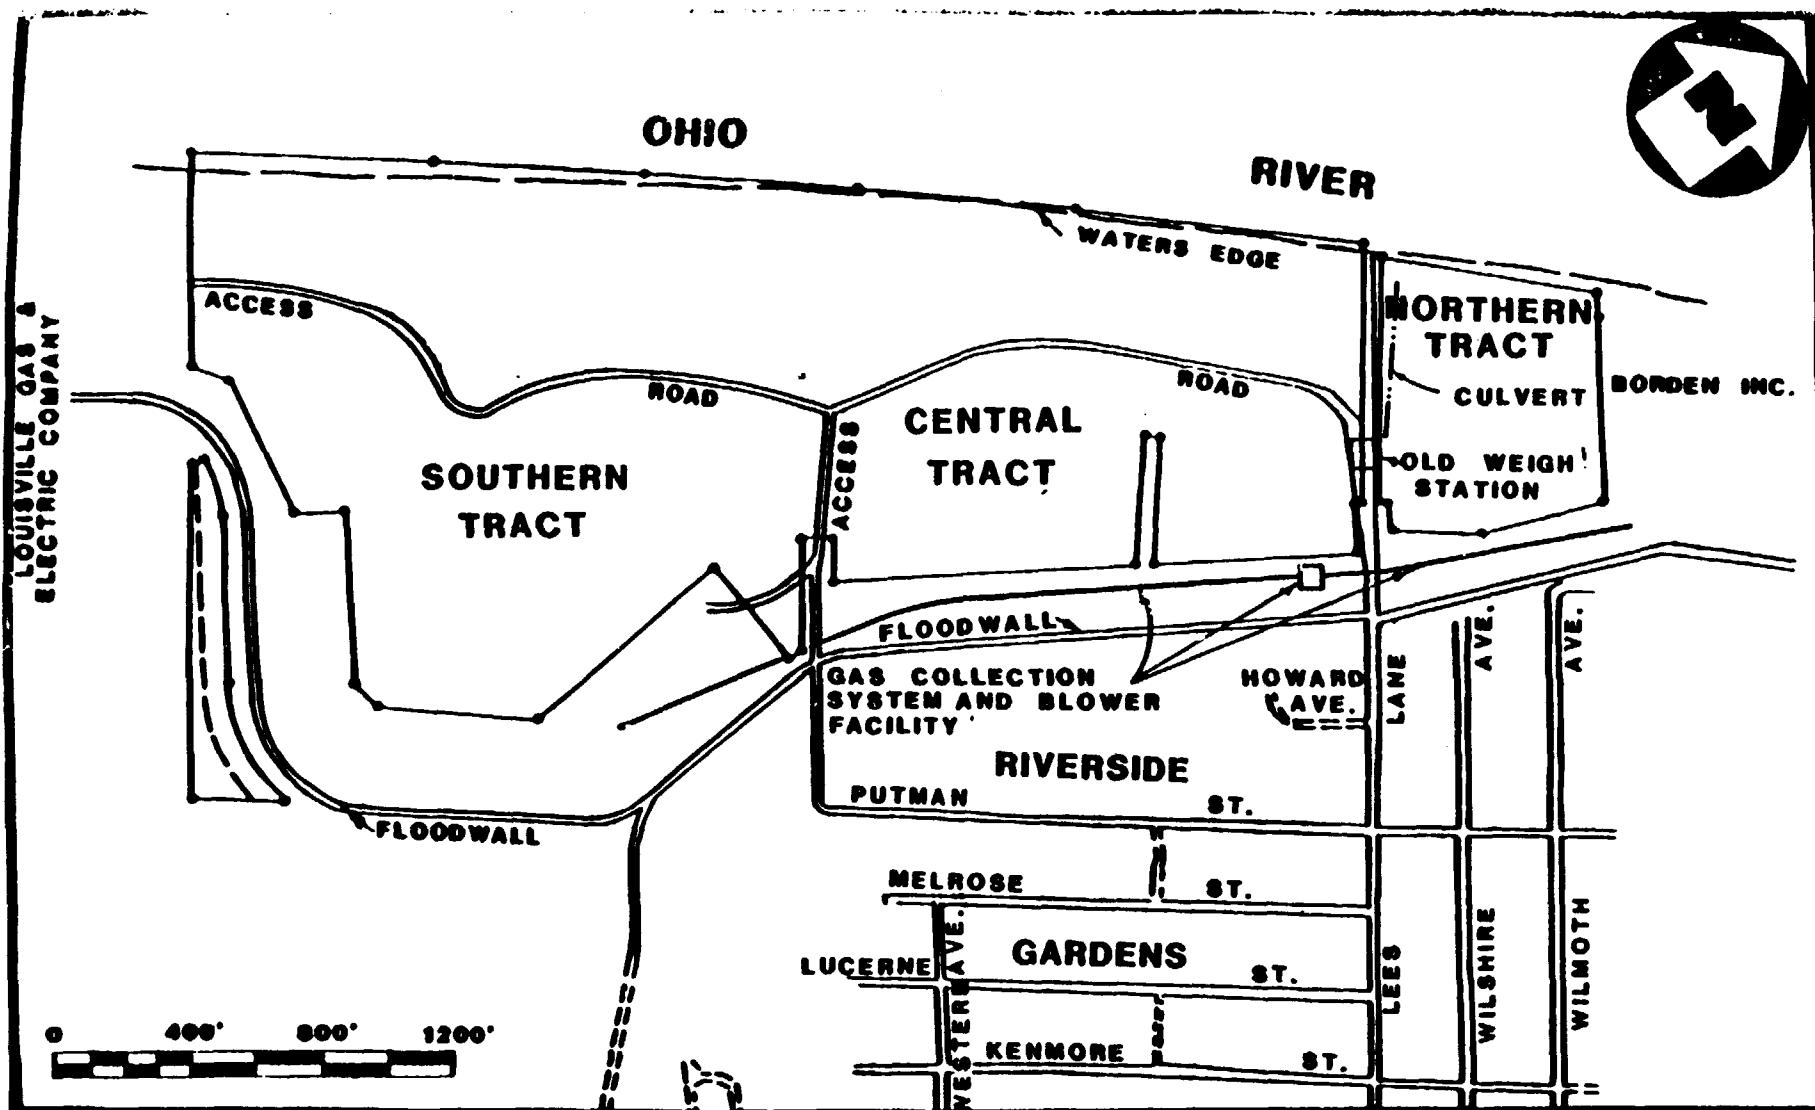 N
OHIO
RIVER
WATERS EDGE
ACCESS
ROAD
ROAD
NORTHERN
TRACT
CULVERT
BORDEN INC.
OLD WEIGH
STATION
LOUISVILLE GAS &
ELECTRIC COMPANY
SOUTHERN
TRACT
ACCESS
CENTRAL
TRACT
FLOODWALL
GAS COLLECTION
SYSTEM AND BLOWER
FACILITY
HOWARD
AVE.
LANE
AVE.
AVE.
RIVERSIDE
PUTMAN ST.
FLOODWALL
MELROSE ST.
GARDENS
LUCERNE ST.
WESTERN AVE.
LEES
WILSHIRE
WILMOTH
KENMORE ST.
0 400' 800' 1200'